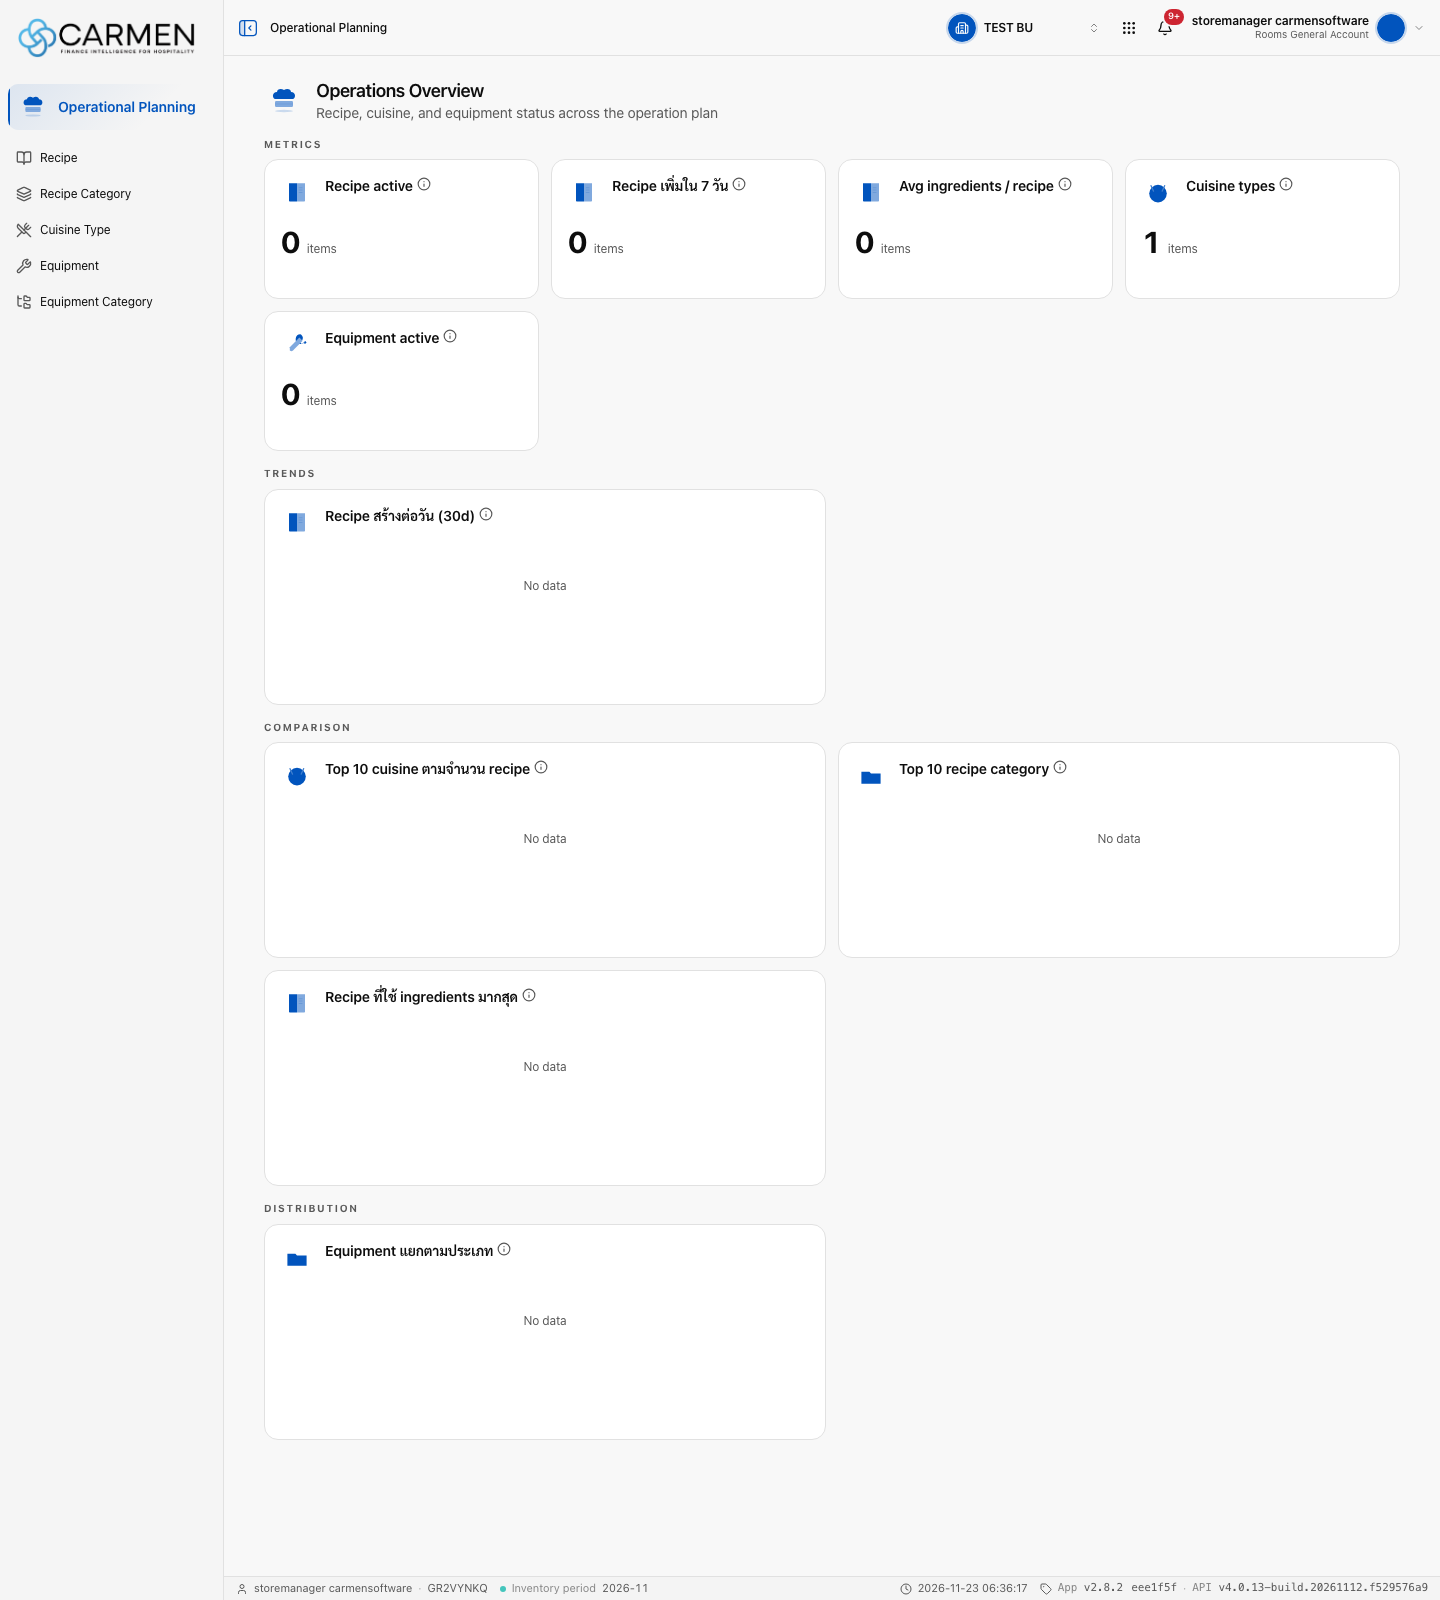 CARMEN
FINANCE INTELLIGENCE FOR HOSPITALITY
Operational Planning
Recipe
Recipe Category
Cuisine Type
Equipment
Equipment Category
Operational Planning
TEST BU
9+
storemanager carmensoftware
Rooms General Account
Operations Overview
Recipe, cuisine, and equipment status across the operation plan
METRICS
Recipe active
0 items
Recipe เพิ่มใน 7 วัน
0 items
Avg ingredients / recipe
0 items
Cuisine types
1 items
Equipment active
0 items
TRENDS
Recipe สร้างต่อวัน (30d)
No data
COMPARISON
Top 10 cuisine ตามจำนวน recipe
No data
Top 10 recipe category
No data
Recipe ที่ใช้ ingredients มากสุด
No data
DISTRIBUTION
Equipment แยกตามประเภท
No data
storemanager carmensoftware · GR2VYNKQ Inventory period 2026-11
2026-11-23 06:36:17 App v2.8.2 eee1f5f · API v4.0.13-build.20261112.f529576a9